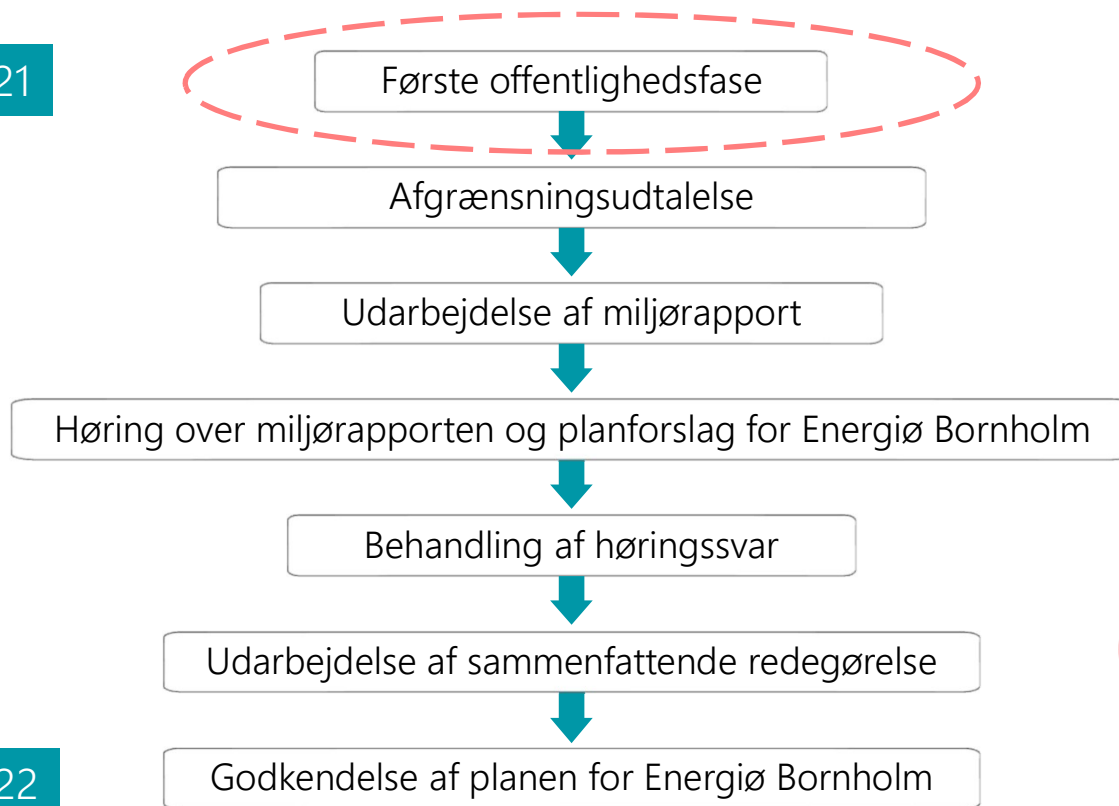 21
Første offentlighedsfase
Afgrænsningsudtalelse
Udarbejdelse af miljørapport
Høring over miljørapporten og planforslag for Energiø Bornholm
Behandling af høringssvar
Udarbejdelse af sammenfattende redegørelse
22
Godkendelse af planen for Energiø Bornholm